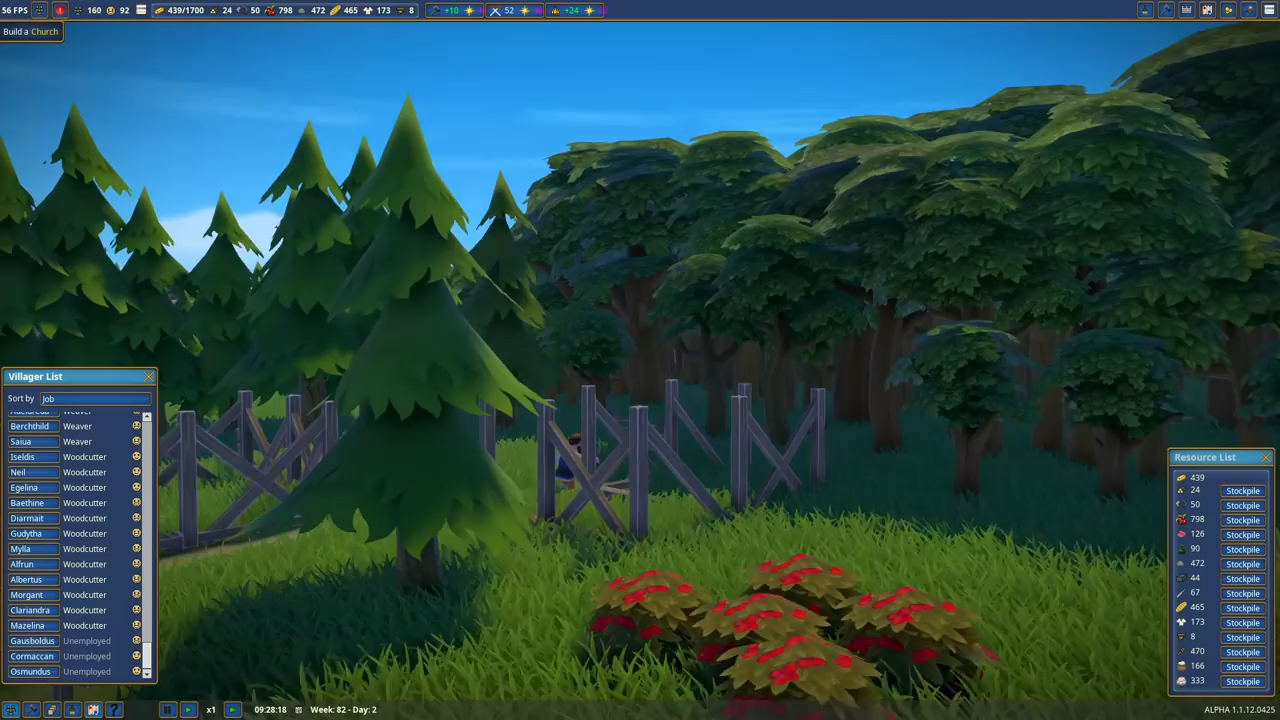 56 FPS 160 92 439/1700 24 50 798 472 465 173 8 +10 52 +24
Build a Church
Villager List
Sort by Job
Weaver
Berchthild Weaver
Saiua Weaver
Iseldis Woodcutter
Neil Woodcutter
Egelina Woodcutter
Baethine Woodcutter
Diarmait Woodcutter
Gudytha Woodcutter
Mylla Woodcutter
Alfrun Woodcutter
Albertus Woodcutter
Morgant Woodcutter
Clariandra Woodcutter
Mazelina Woodcutter
Gausboldus Unemployed
Cormaccan Unemployed
Osmundus Unemployed
Resource List
439
24 Stockpile
50 Stockpile
798 Stockpile
126 Stockpile
90 Stockpile
472 Stockpile
44 Stockpile
67 Stockpile
465 Stockpile
173 Stockpile
8 Stockpile
470 Stockpile
166 Stockpile
333 Stockpile
x1 09:28:18 Week: 82 - Day: 2
ALPHA 1.1.12.0425